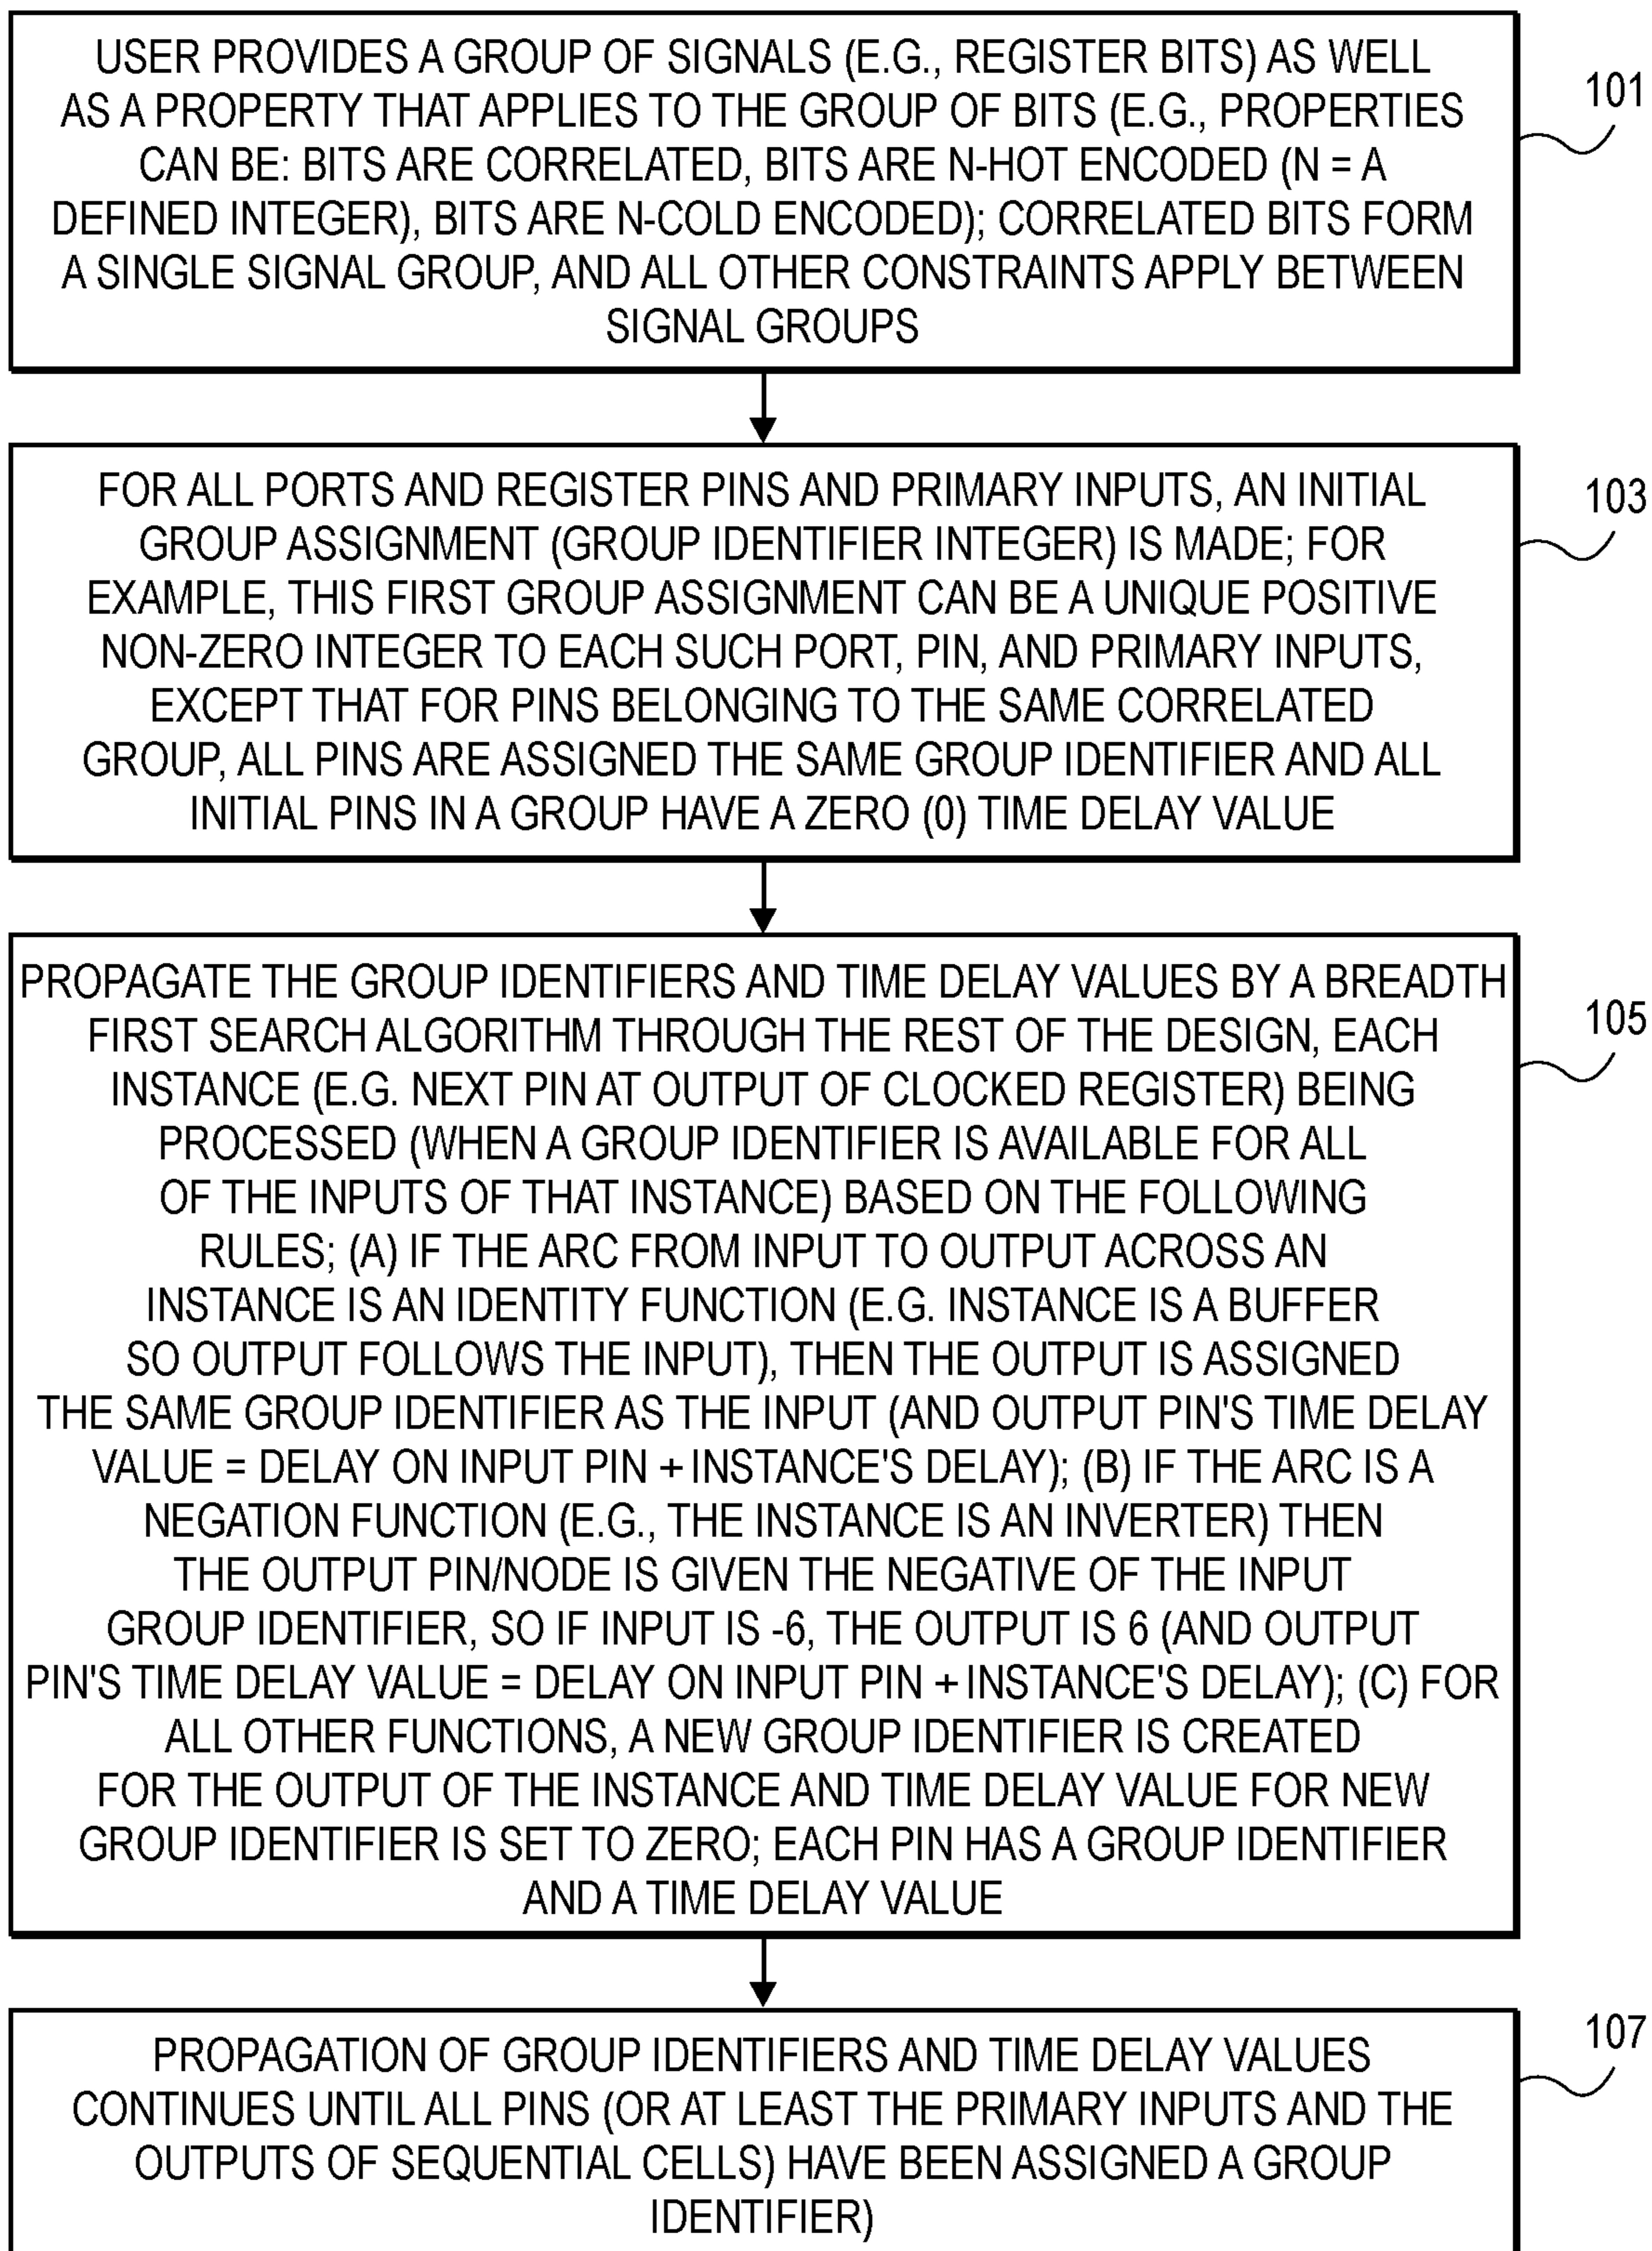 USER PROVIDES A GROUP OF SIGNALS (E.G., REGISTER BITS) AS WELL
AS A PROPERTY THAT APPLIES TO THE GROUP OF BITS (E.G., PROPERTIES
CAN BE: BITS ARE CORRELATED, BITS ARE N-HOT ENCODED (N = A
DEFINED INTEGER), BITS ARE N-COLD ENCODED); CORRELATED BITS FORM
A SINGLE SIGNAL GROUP, AND ALL OTHER CONSTRAINTS APPLY BETWEEN
SIGNAL GROUPS
101
FOR ALL PORTS AND REGISTER PINS AND PRIMARY INPUTS, AN INITIAL
GROUP ASSIGNMENT (GROUP IDENTIFIER INTEGER) IS MADE; FOR
EXAMPLE, THIS FIRST GROUP ASSIGNMENT CAN BE A UNIQUE POSITIVE
NON-ZERO INTEGER TO EACH SUCH PORT, PIN, AND PRIMARY INPUTS,
EXCEPT THAT FOR PINS BELONGING TO THE SAME CORRELATED
GROUP, ALL PINS ARE ASSIGNED THE SAME GROUP IDENTIFIER AND ALL
INITIAL PINS IN A GROUP HAVE A ZERO (0) TIME DELAY VALUE
103
PROPAGATE THE GROUP IDENTIFIERS AND TIME DELAY VALUES BY A BREADTH
FIRST SEARCH ALGORITHM THROUGH THE REST OF THE DESIGN, EACH
INSTANCE (E.G. NEXT PIN AT OUTPUT OF CLOCKED REGISTER) BEING
PROCESSED (WHEN A GROUP IDENTIFIER IS AVAILABLE FOR ALL
OF THE INPUTS OF THAT INSTANCE) BASED ON THE FOLLOWING
RULES; (A) IF THE ARC FROM INPUT TO OUTPUT ACROSS AN
INSTANCE IS AN IDENTITY FUNCTION (E.G. INSTANCE IS A BUFFER
SO OUTPUT FOLLOWS THE INPUT), THEN THE OUTPUT IS ASSIGNED
THE SAME GROUP IDENTIFIER AS THE INPUT (AND OUTPUT PIN'S TIME DELAY
VALUE = DELAY ON INPUT PIN + INSTANCE'S DELAY); (B) IF THE ARC IS A
NEGATION FUNCTION (E.G., THE INSTANCE IS AN INVERTER) THEN
THE OUTPUT PIN/NODE IS GIVEN THE NEGATIVE OF THE INPUT
GROUP IDENTIFIER, SO IF INPUT IS -6, THE OUTPUT IS 6 (AND OUTPUT
PIN'S TIME DELAY VALUE = DELAY ON INPUT PIN + INSTANCE'S DELAY); (C) FOR
ALL OTHER FUNCTIONS, A NEW GROUP IDENTIFIER IS CREATED
FOR THE OUTPUT OF THE INSTANCE AND TIME DELAY VALUE FOR NEW
GROUP IDENTIFIER IS SET TO ZERO; EACH PIN HAS A GROUP IDENTIFIER
AND A TIME DELAY VALUE
105
PROPAGATION OF GROUP IDENTIFIERS AND TIME DELAY VALUES
CONTINUES UNTIL ALL PINS (OR AT LEAST THE PRIMARY INPUTS AND THE
OUTPUTS OF SEQUENTIAL CELLS) HAVE BEEN ASSIGNED A GROUP
IDENTIFIER)
107